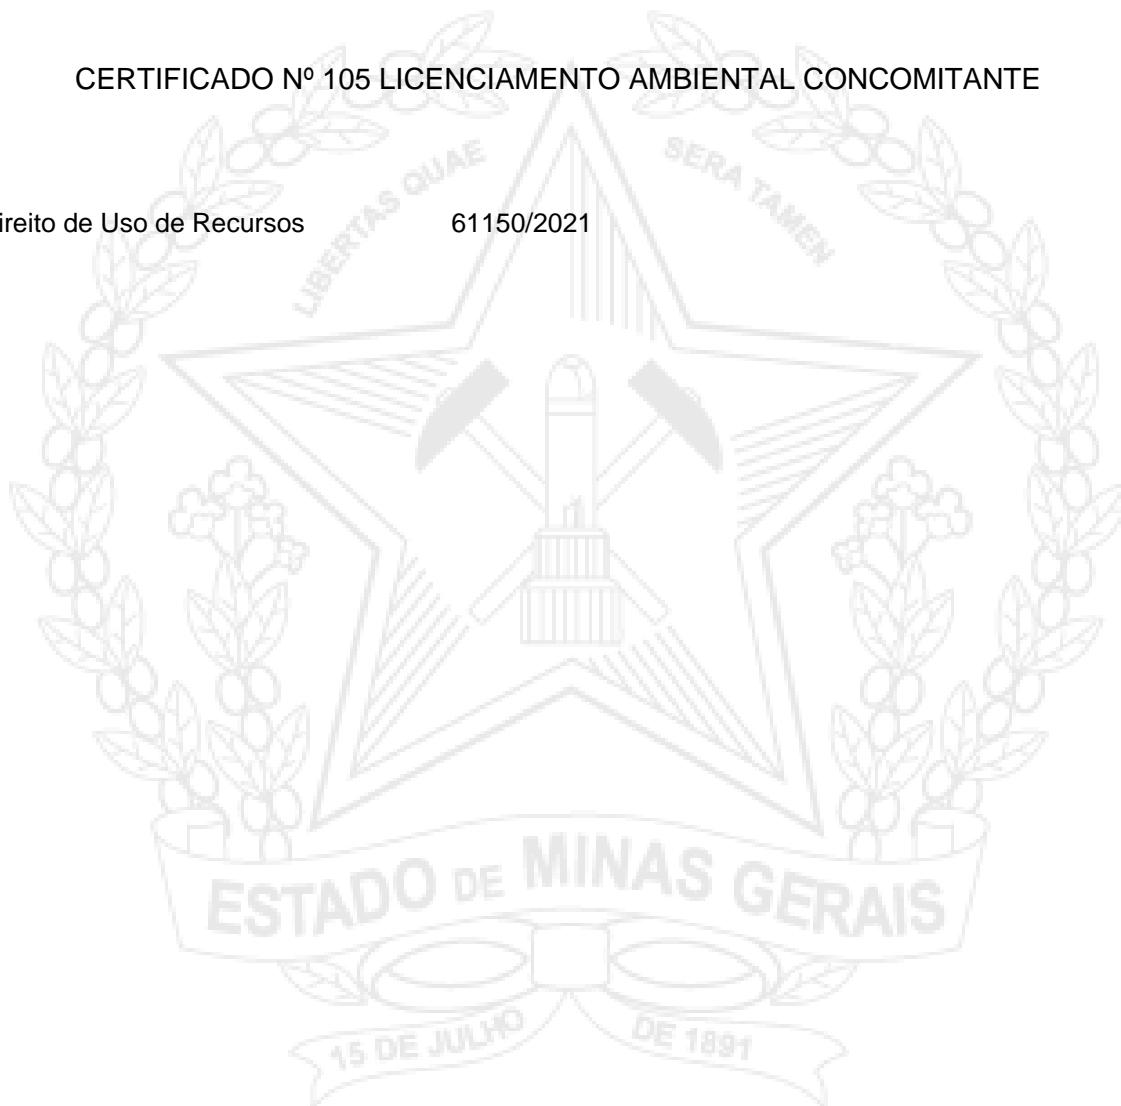 CERTIFICADO Nº 105 LICENCIAMENTO AMBIENTAL CONCOMITANTE
LIBERTAS QUAE SERA TAMEN
ireito de Uso de Recursos 61150/2021
ESTADO DE MINAS GERAIS
15 DE JULHO DE 1891